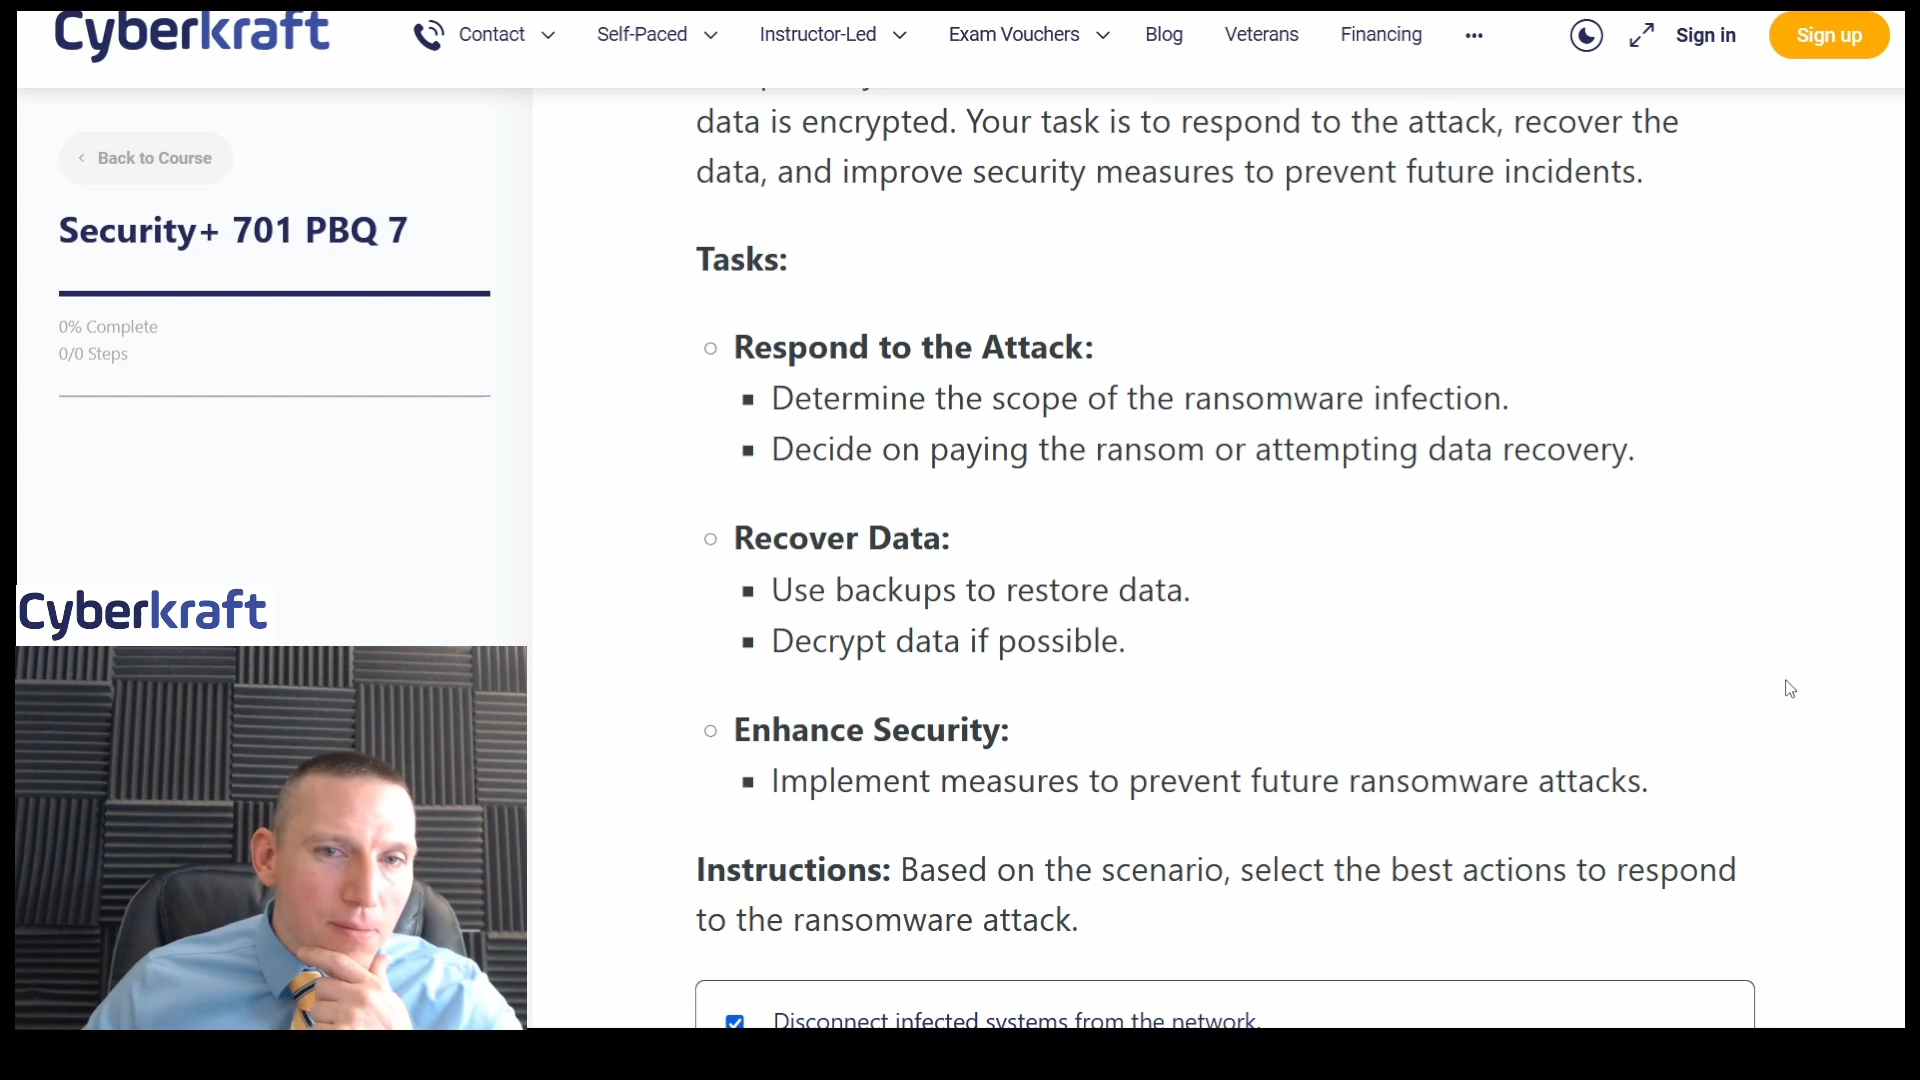 Cyberkraft
Contact Self-Paced Instructor-Led Exam Vouchers Blog Veterans Financing ••• Sign in Sign up
Back to Course
Security+ 701 PBQ 7
0% Complete
0/0 Steps
Cyberkraft
data is encrypted. Your task is to respond to the attack, recover the
data, and improve security measures to prevent future incidents.
Tasks:
Respond to the Attack:
Determine the scope of the ransomware infection.
Decide on paying the ransom or attempting data recovery.
Recover Data:
Use backups to restore data.
Decrypt data if possible.
Enhance Security:
Implement measures to prevent future ransomware attacks.
Instructions: Based on the scenario, select the best actions to respond
to the ransomware attack.
Disconnect infected systems from the network.